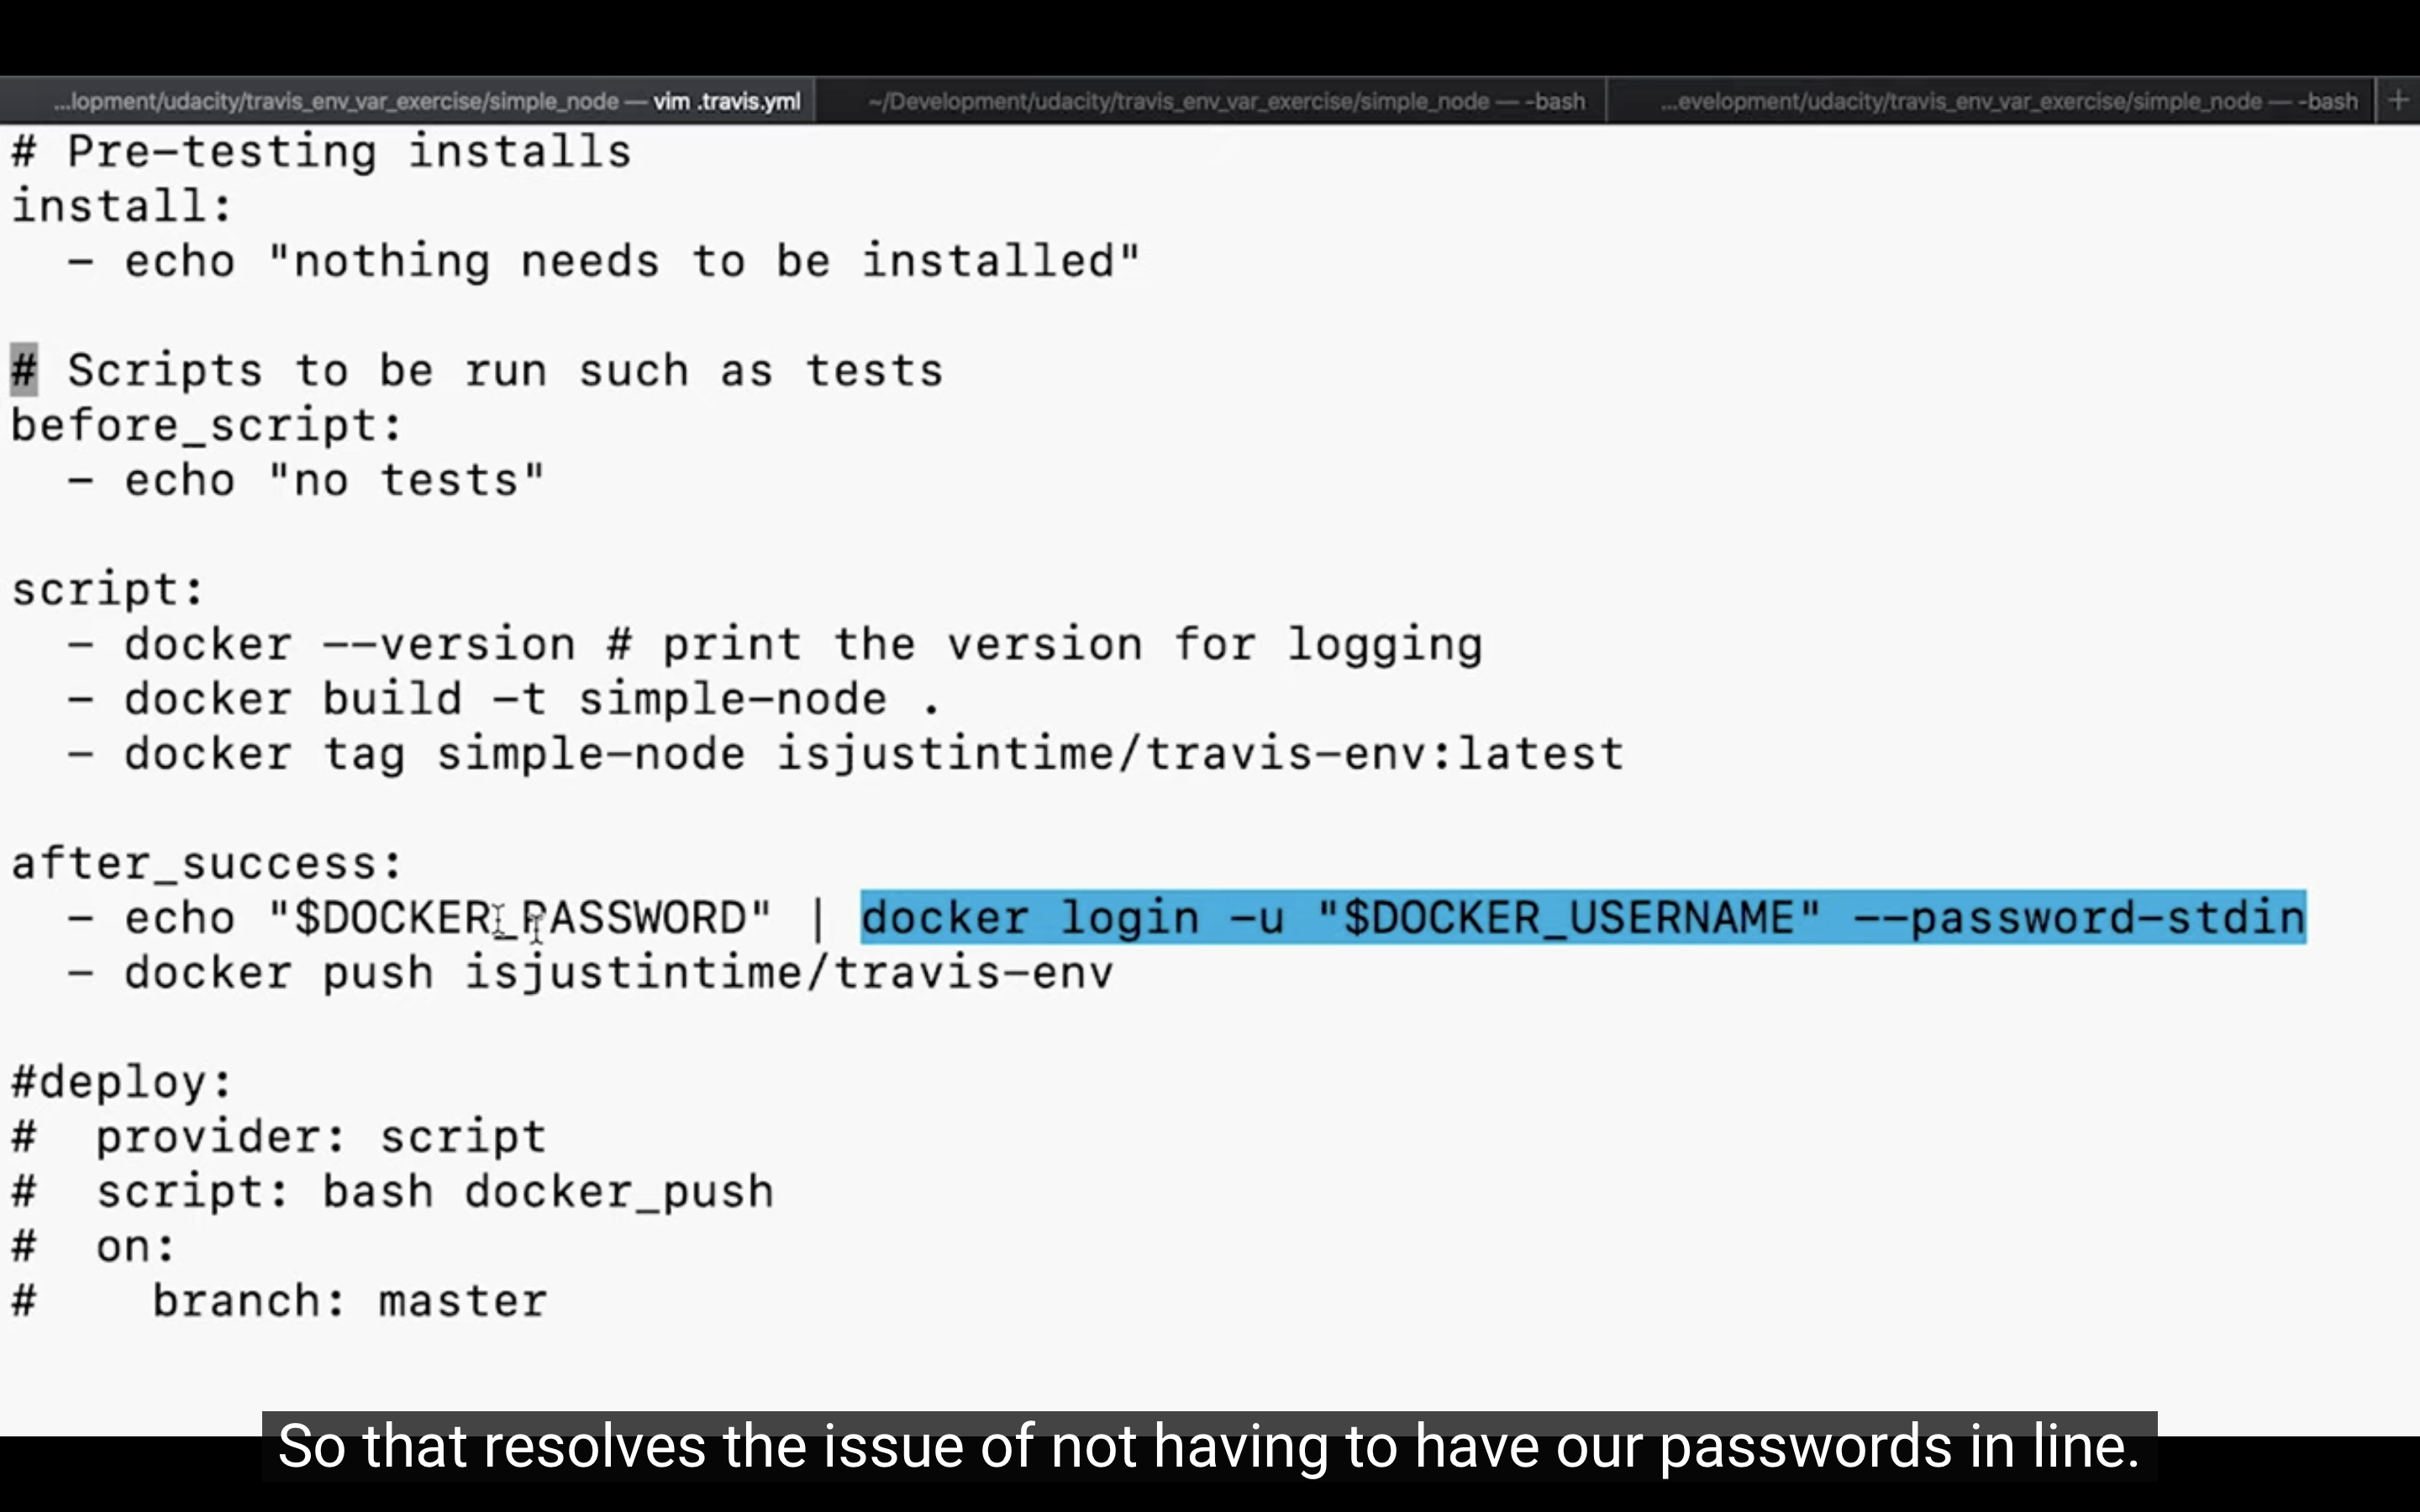 ...lopment/udacity/travis_env_var_exercise/simple_node — vim .travis.yml
~/Development/udacity/travis_env_var_exercise/simple_node — -bash
...evelopment/udacity/travis_env_var_exercise/simple_node — -bash
+
# Pre-testing installs
install:
  - echo "nothing needs to be installed"
# Scripts to be run such as tests
before_script:
  - echo "no tests"
script:
  - docker --version # print the version for logging
  - docker build -t simple-node .
  - docker tag simple-node isjustintime/travis-env:latest
after_success:
  - echo "$DOCKER_PASSWORD" | docker login -u "$DOCKER_USERNAME" --password-stdin
  - docker push isjustintime/travis-env
#deploy:
#  provider: script
#  script: bash docker_push
#  on:
#    branch: master
So that resolves the issue of not having to have our passwords in line.